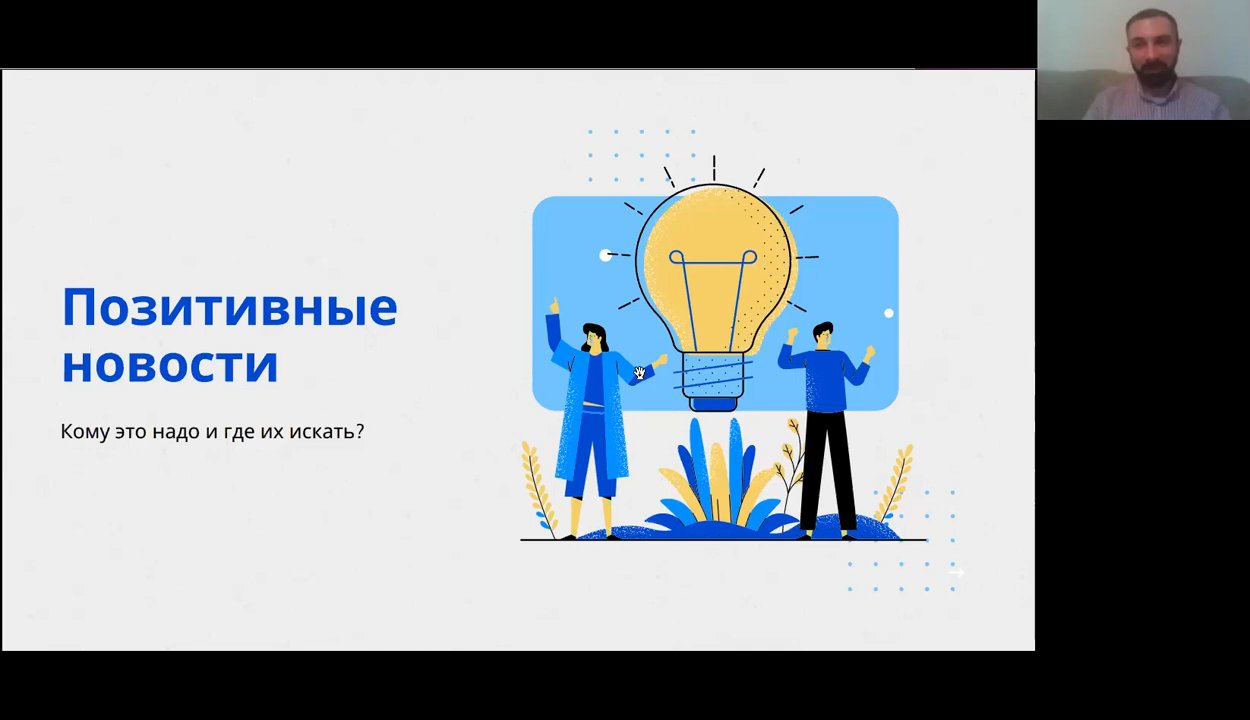 Позитивные
новости
Кому это надо и где их искать?